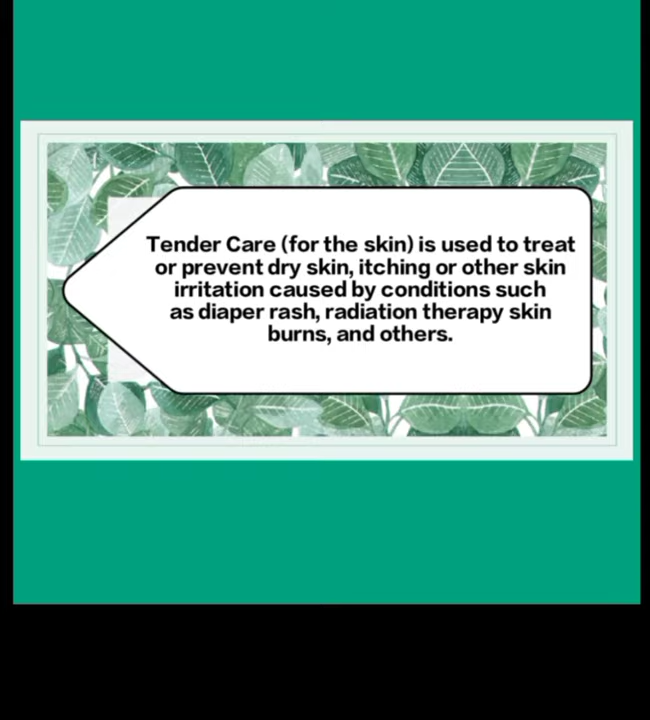 Tender Care (for the skin) is used to treat
or prevent dry skin, itching or other skin
irritation caused by conditions such
as diaper rash, radiation therapy skin
burns, and others.